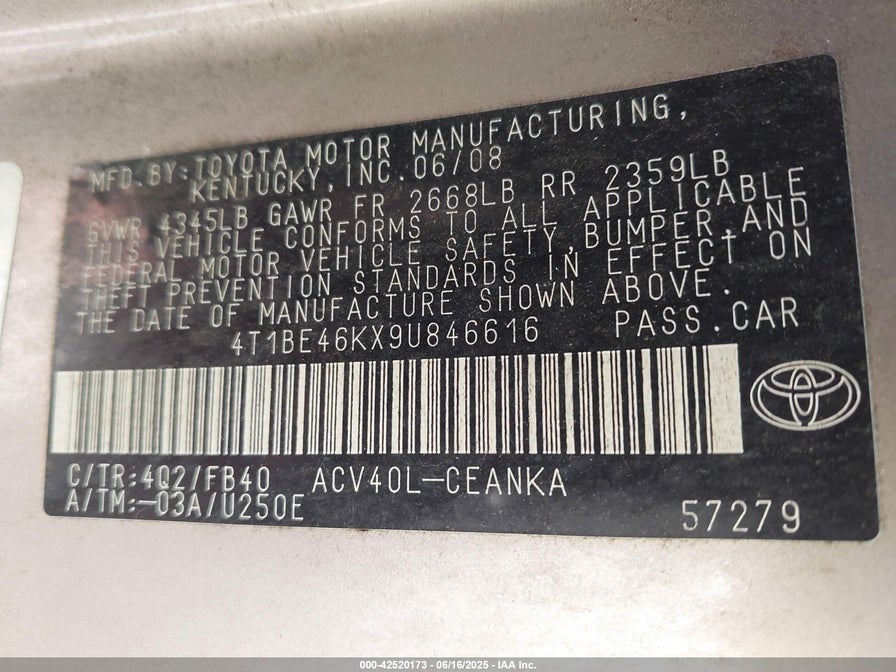 MFD.BY:TOYOTA MOTOR MANUFACTURING,
KENTUCKY,INC.06/08
GVWR 4345LB GAWR FR 2668LB RR 2359LB
THIS VEHICLE CONFORMS TO ALL APPLICABLE
FEDERAL MOTOR VEHICLE SAFETY,BUMPER,AND
THEFT PREVENTION STANDARDS IN EFFECT ON
THE DATE OF MANUFACTURE SHOWN ABOVE.
4T1BE46KX9U846616 PASS.CAR
C/TR:4Q2/FB40 ACV40L-CEANKA
A/TM:-03A/U250E
57279
000-42520173 - 06/16/2025 - IAA Inc.